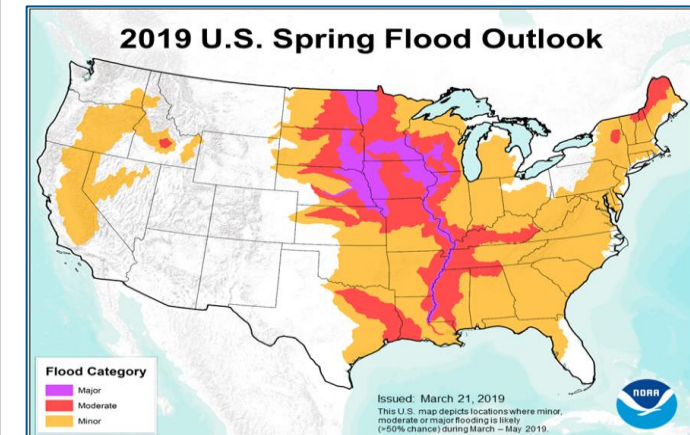 2019 U.S. Spring Flood Outlook
Flood Category
Major
Moderate
Minor
Issued: March 21, 2019
This U.S. map depicts locations where minor,
moderate or major flooding is likely
(>50% chance) during March – May 2019.
NOAA